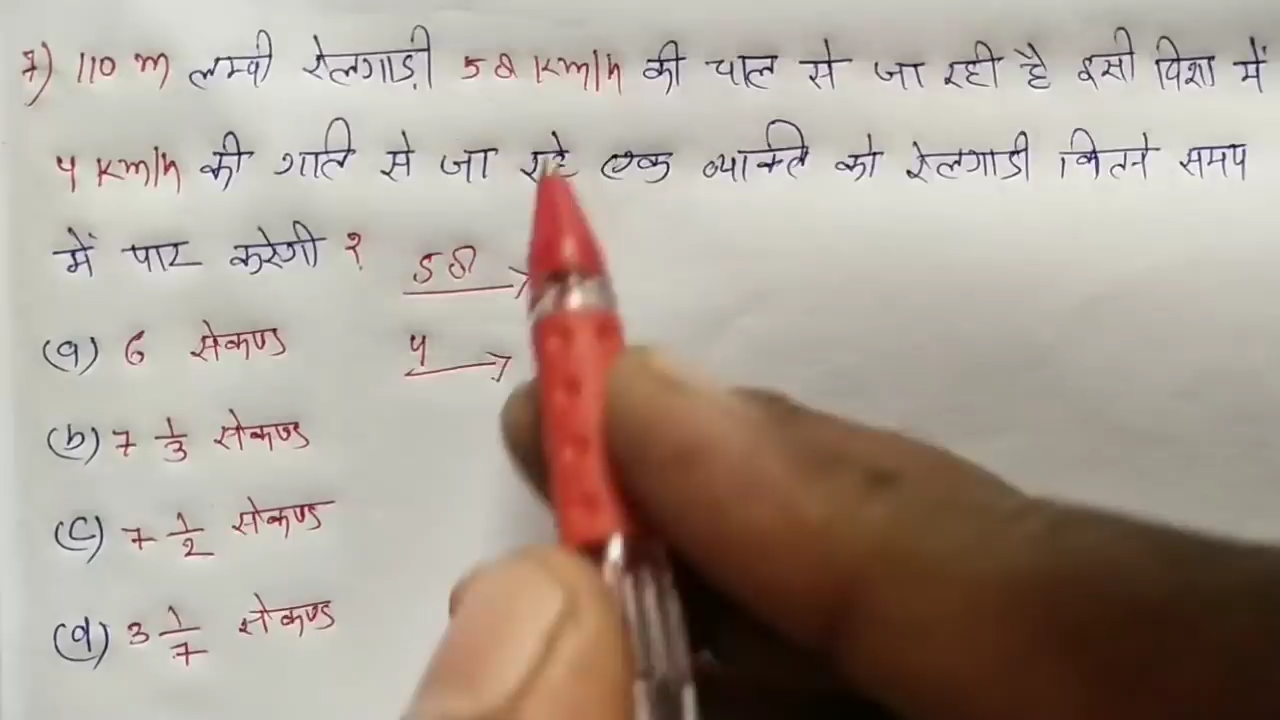 7) 110 m लम्बी रेलगाड़ी 58 km/h की चाल से जा रही है इसी दिशा में
4 km/h की गति से जा रहे एक व्यक्ति को रेलगाडी कितने समय
में पार करेगी ?
58
(a) 6 सेकण्ड
4
(b) 7 1/3 सेकण्ड
(c) 7 1/2 सेकण्ड
(d) 3 1/7 सेकण्ड